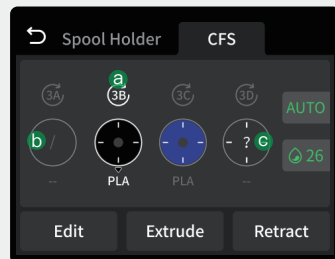 Spool Holder CFS
a
3A 3B 3C 3D AUTO
b / ? c 26
-- PLA PLA --
Edit Extrude Retract